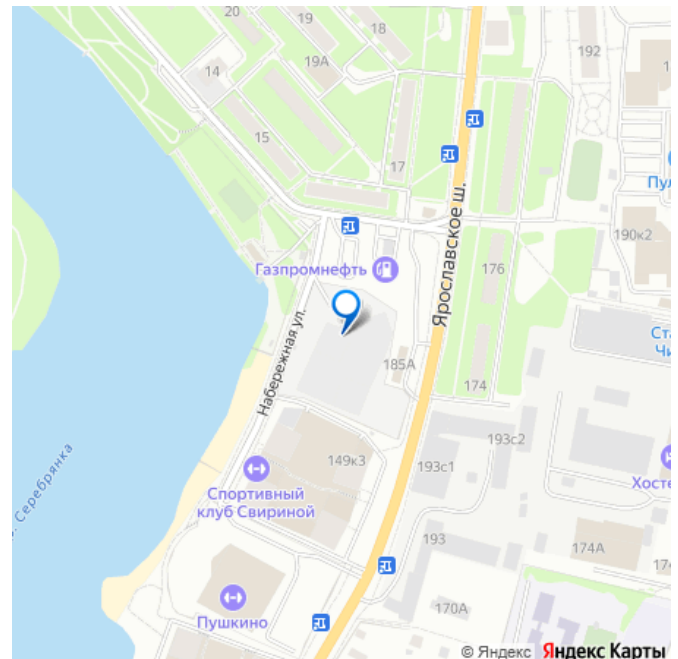 20
19
18
192
14
19А
15
17
Пул
190к2
Ярославское ш.
Газпромнефть
176
Набережная ул.
Ст
Чи
185А
174
193с2
149к3
193с1
Хосте
р. Серебрянка
Спортивный
клуб Свириной
193
174А
Пушкино
170А
© Яндекс Яндекс Карты